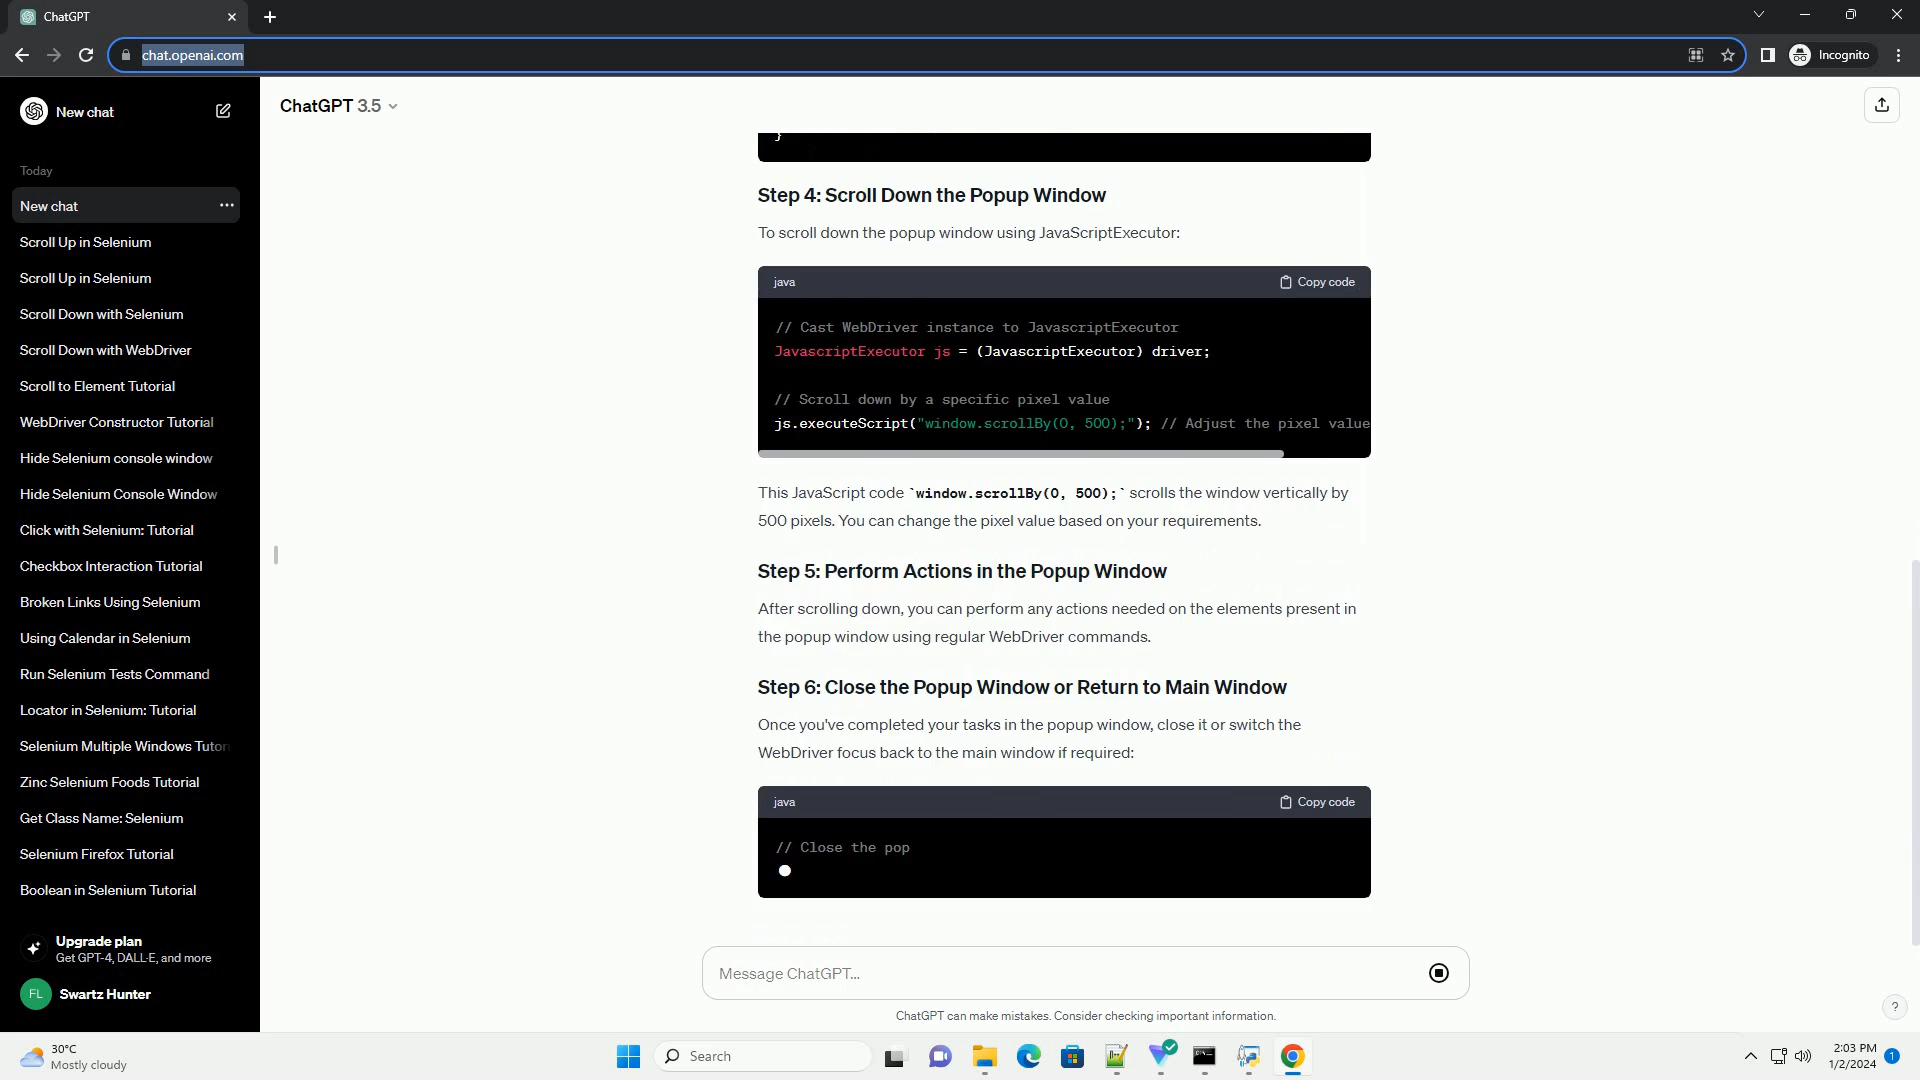 ChatGPT
chat.openai.com
Incognito
New chat
Today
New chat
Scroll Up in Selenium
Scroll Up in Selenium
Scroll Down with Selenium
Scroll Down with WebDriver
Scroll to Element Tutorial
WebDriver Constructor Tutorial
Hide Selenium console window
Hide Selenium Console Window
Click with Selenium: Tutorial
Checkbox Interaction Tutorial
Broken Links Using Selenium
Using Calendar in Selenium
Run Selenium Tests Command
Locator in Selenium: Tutorial
Selenium Multiple Windows Tutor
Zinc Selenium Foods Tutorial
Get Class Name: Selenium
Selenium Firefox Tutorial
Boolean in Selenium Tutorial
Upgrade plan
Get GPT-4, DALL·E, and more
FL Swartz Hunter
ChatGPT 3.5
}
Step 4: Scroll Down the Popup Window
To scroll down the popup window using JavaScriptExecutor:
java Copy code
// Cast WebDriver instance to JavascriptExecutor
JavascriptExecutor js = (JavascriptExecutor) driver;
// Scroll down by a specific pixel value
js.executeScript("window.scrollBy(0, 500);"); // Adjust the pixel value
This JavaScript code `window.scrollBy(0, 500);` scrolls the window vertically by
500 pixels. You can change the pixel value based on your requirements.
Step 5: Perform Actions in the Popup Window
After scrolling down, you can perform any actions needed on the elements present in
the popup window using regular WebDriver commands.
Step 6: Close the Popup Window or Return to Main Window
Once you've completed your tasks in the popup window, close it or switch the
WebDriver focus back to the main window if required:
java Copy code
// Close the pop
Message ChatGPT...
ChatGPT can make mistakes. Consider checking important information.
?
30°C
Mostly cloudy
Search
2:03 PM
1/2/2024
1